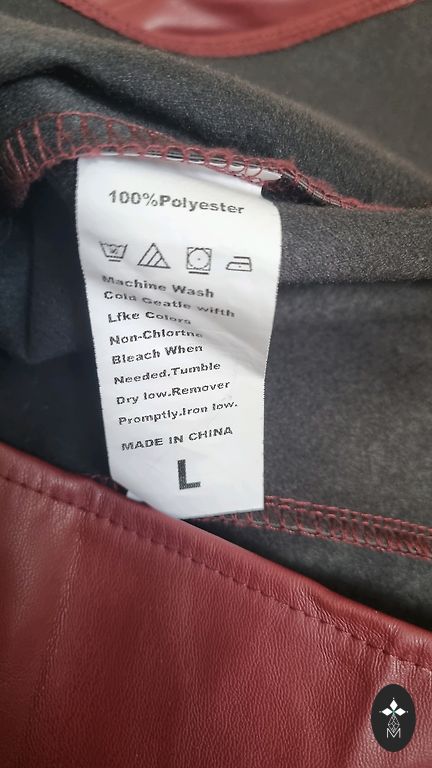 100%Polyester
Machine Wash
Cold Geatle wifth
Lfke Colors
Non-Chlortne
Bleach When
Needed.Tumble
Dry low.Remover
Promptly.Iron low.
MADE IN CHINA
L
M